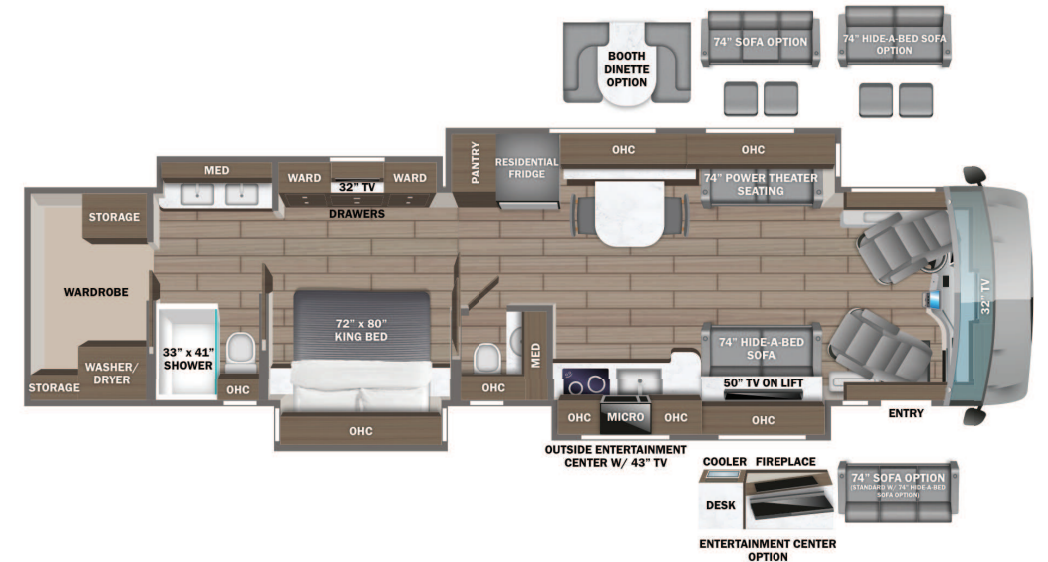 BOOTH
DINETTE
OPTION
74” SOFA OPTION
74” HIDE-A-BED SOFA
OPTION
MED
WARD
32” TV
WARD
DRAWERS
PANTRY
RESIDENTIAL
FRIDGE
OHC
OHC
74” POWER THEATER
SEATING
STORAGE
WARDROBE
WASHER/
DRYER
STORAGE
33” x 41”
SHOWER
OHC
72” x 80”
KING BED
OHC
OHC
MED
74” HIDE-A-BED
SOFA
50” TV ON LIFT
OHC
MICRO
OHC
OHC
32” TV
ENTRY
OUTSIDE ENTERTAINMENT
CENTER W/ 43” TV
COOLER
FIREPLACE
DESK
ENTERTAINMENT CENTER
OPTION
74” SOFA OPTION
(STANDARD W/ 74” HIDE-A-BED
SOFA OPTION)